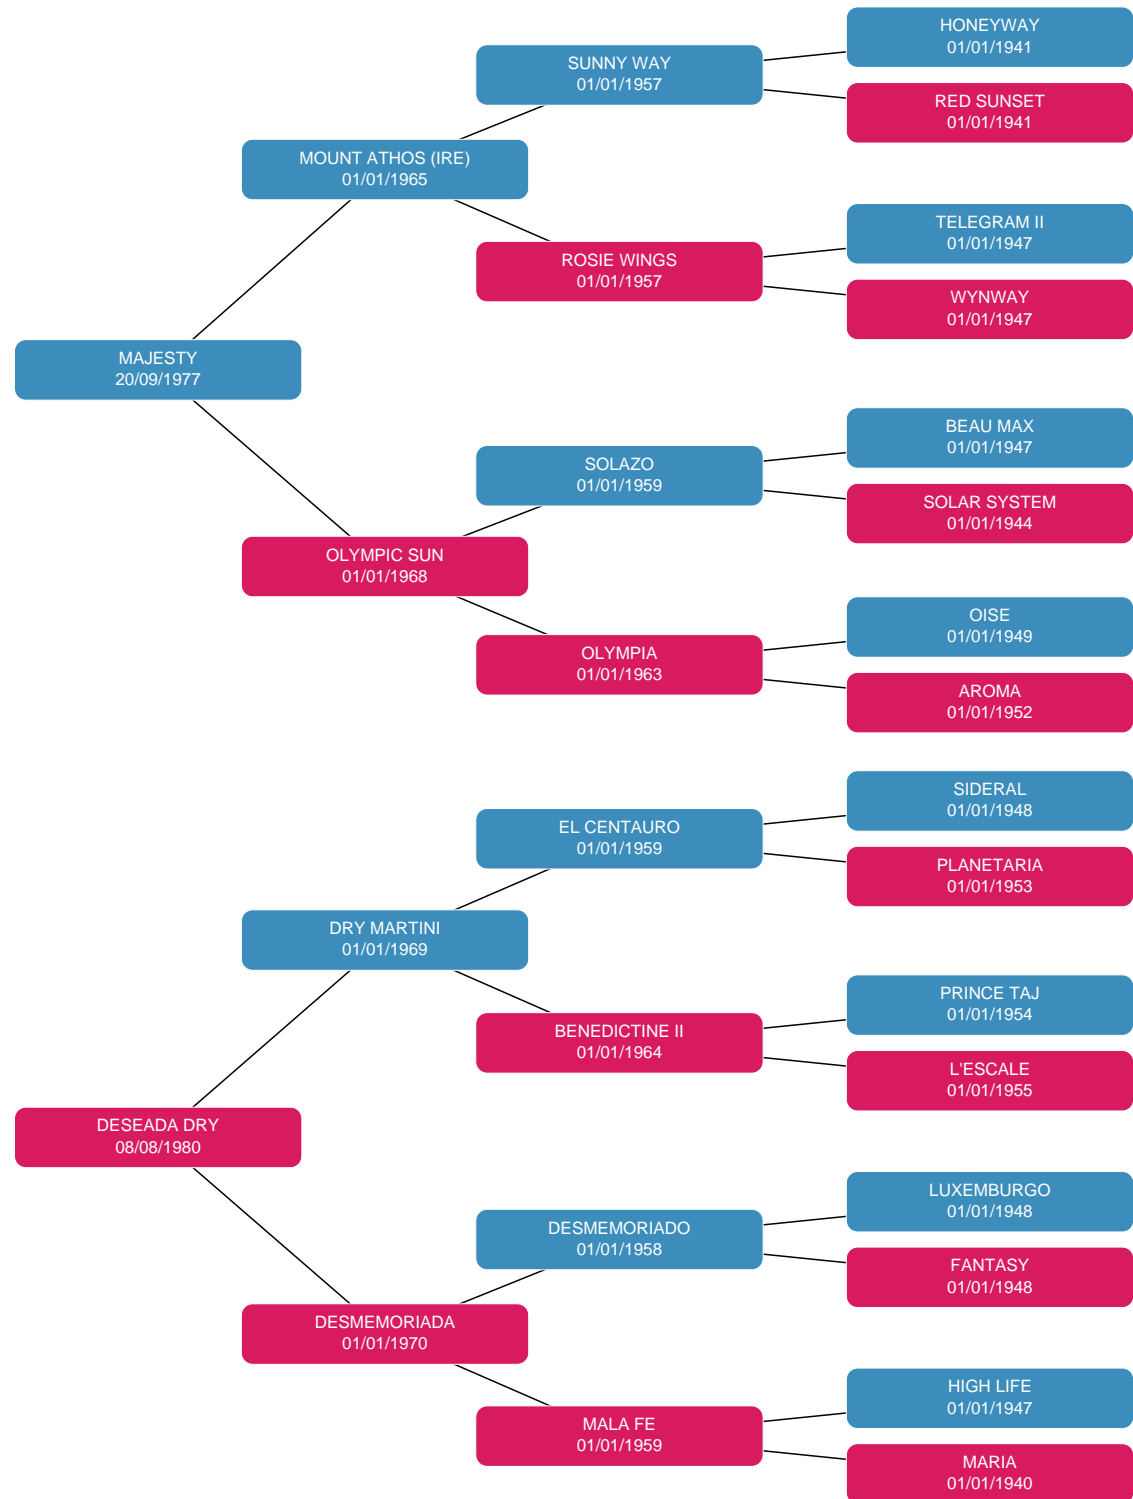 HONEYWAY
01/01/1941
SUNNY WAY
01/01/1957
RED SUNSET
01/01/1941
MOUNT ATHOS (IRE)
01/01/1965
TELEGRAM II
01/01/1947
ROSIE WINGS
01/01/1957
WYNWAY
01/01/1947
MAJESTY
20/09/1977
BEAU MAX
01/01/1947
SOLAZO
01/01/1959
SOLAR SYSTEM
01/01/1944
OLYMPIC SUN
01/01/1968
OISE
01/01/1949
OLYMPIA
01/01/1963
AROMA
01/01/1952
SIDERAL
01/01/1948
EL CENTAURO
01/01/1959
PLANETARIA
01/01/1953
DRY MARTINI
01/01/1969
PRINCE TAJ
01/01/1954
BENEDICTINE II
01/01/1964
L'ESCALE
01/01/1955
DESEADA DRY
08/08/1980
LUXEMBURGO
01/01/1948
DESMEMORIADO
01/01/1958
FANTASY
01/01/1948
DESMEMORIADA
01/01/1970
HIGH LIFE
01/01/1947
MALA FE
01/01/1959
MARIA
01/01/1940